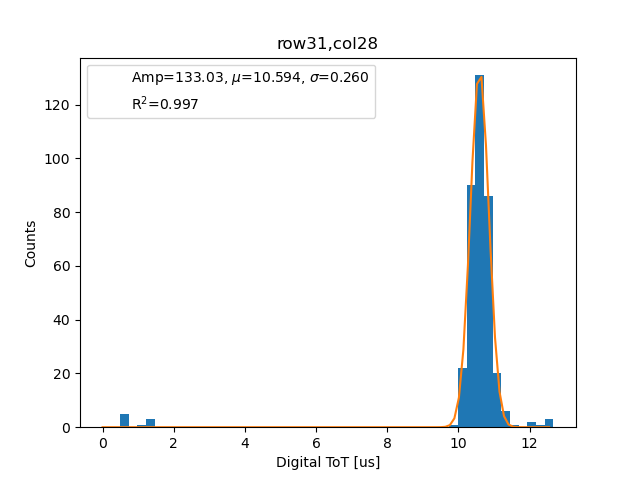 row31,col28
Amp=133.03, μ=10.594, σ=0.260
R²=0.997
120
100
80
60
40
20
0
Counts
0 2 4 6 8 10 12
Digital ToT [us]